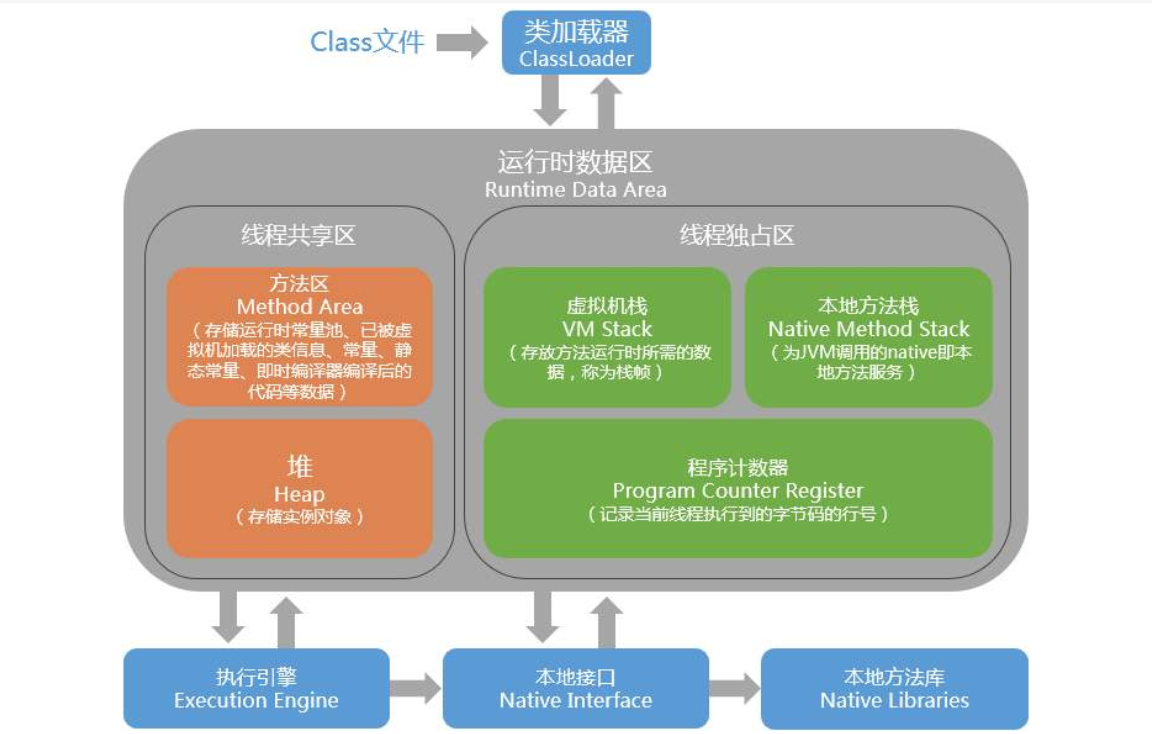 Class文件
类加载器
ClassLoader
运行时数据区
Runtime Data Area
线程共享区
方法区
Method Area
（存储运行时常量池、已被虚
拟机加载的类信息、常量、静
态常量、即时编译器编译后的
代码等数据）
堆
Heap
（存储实例对象）
线程独占区
虚拟机栈
VM Stack
（存放方法运行时所需的数
据，称为栈帧）
本地方法栈
Native Method Stack
（为JVM调用的native即本
地方法服务）
程序计数器
Program Counter Register
（记录当前线程执行到的字节码的行号）
执行引擎
Execution Engine
本地接口
Native Interface
本地方法库
Native Libraries